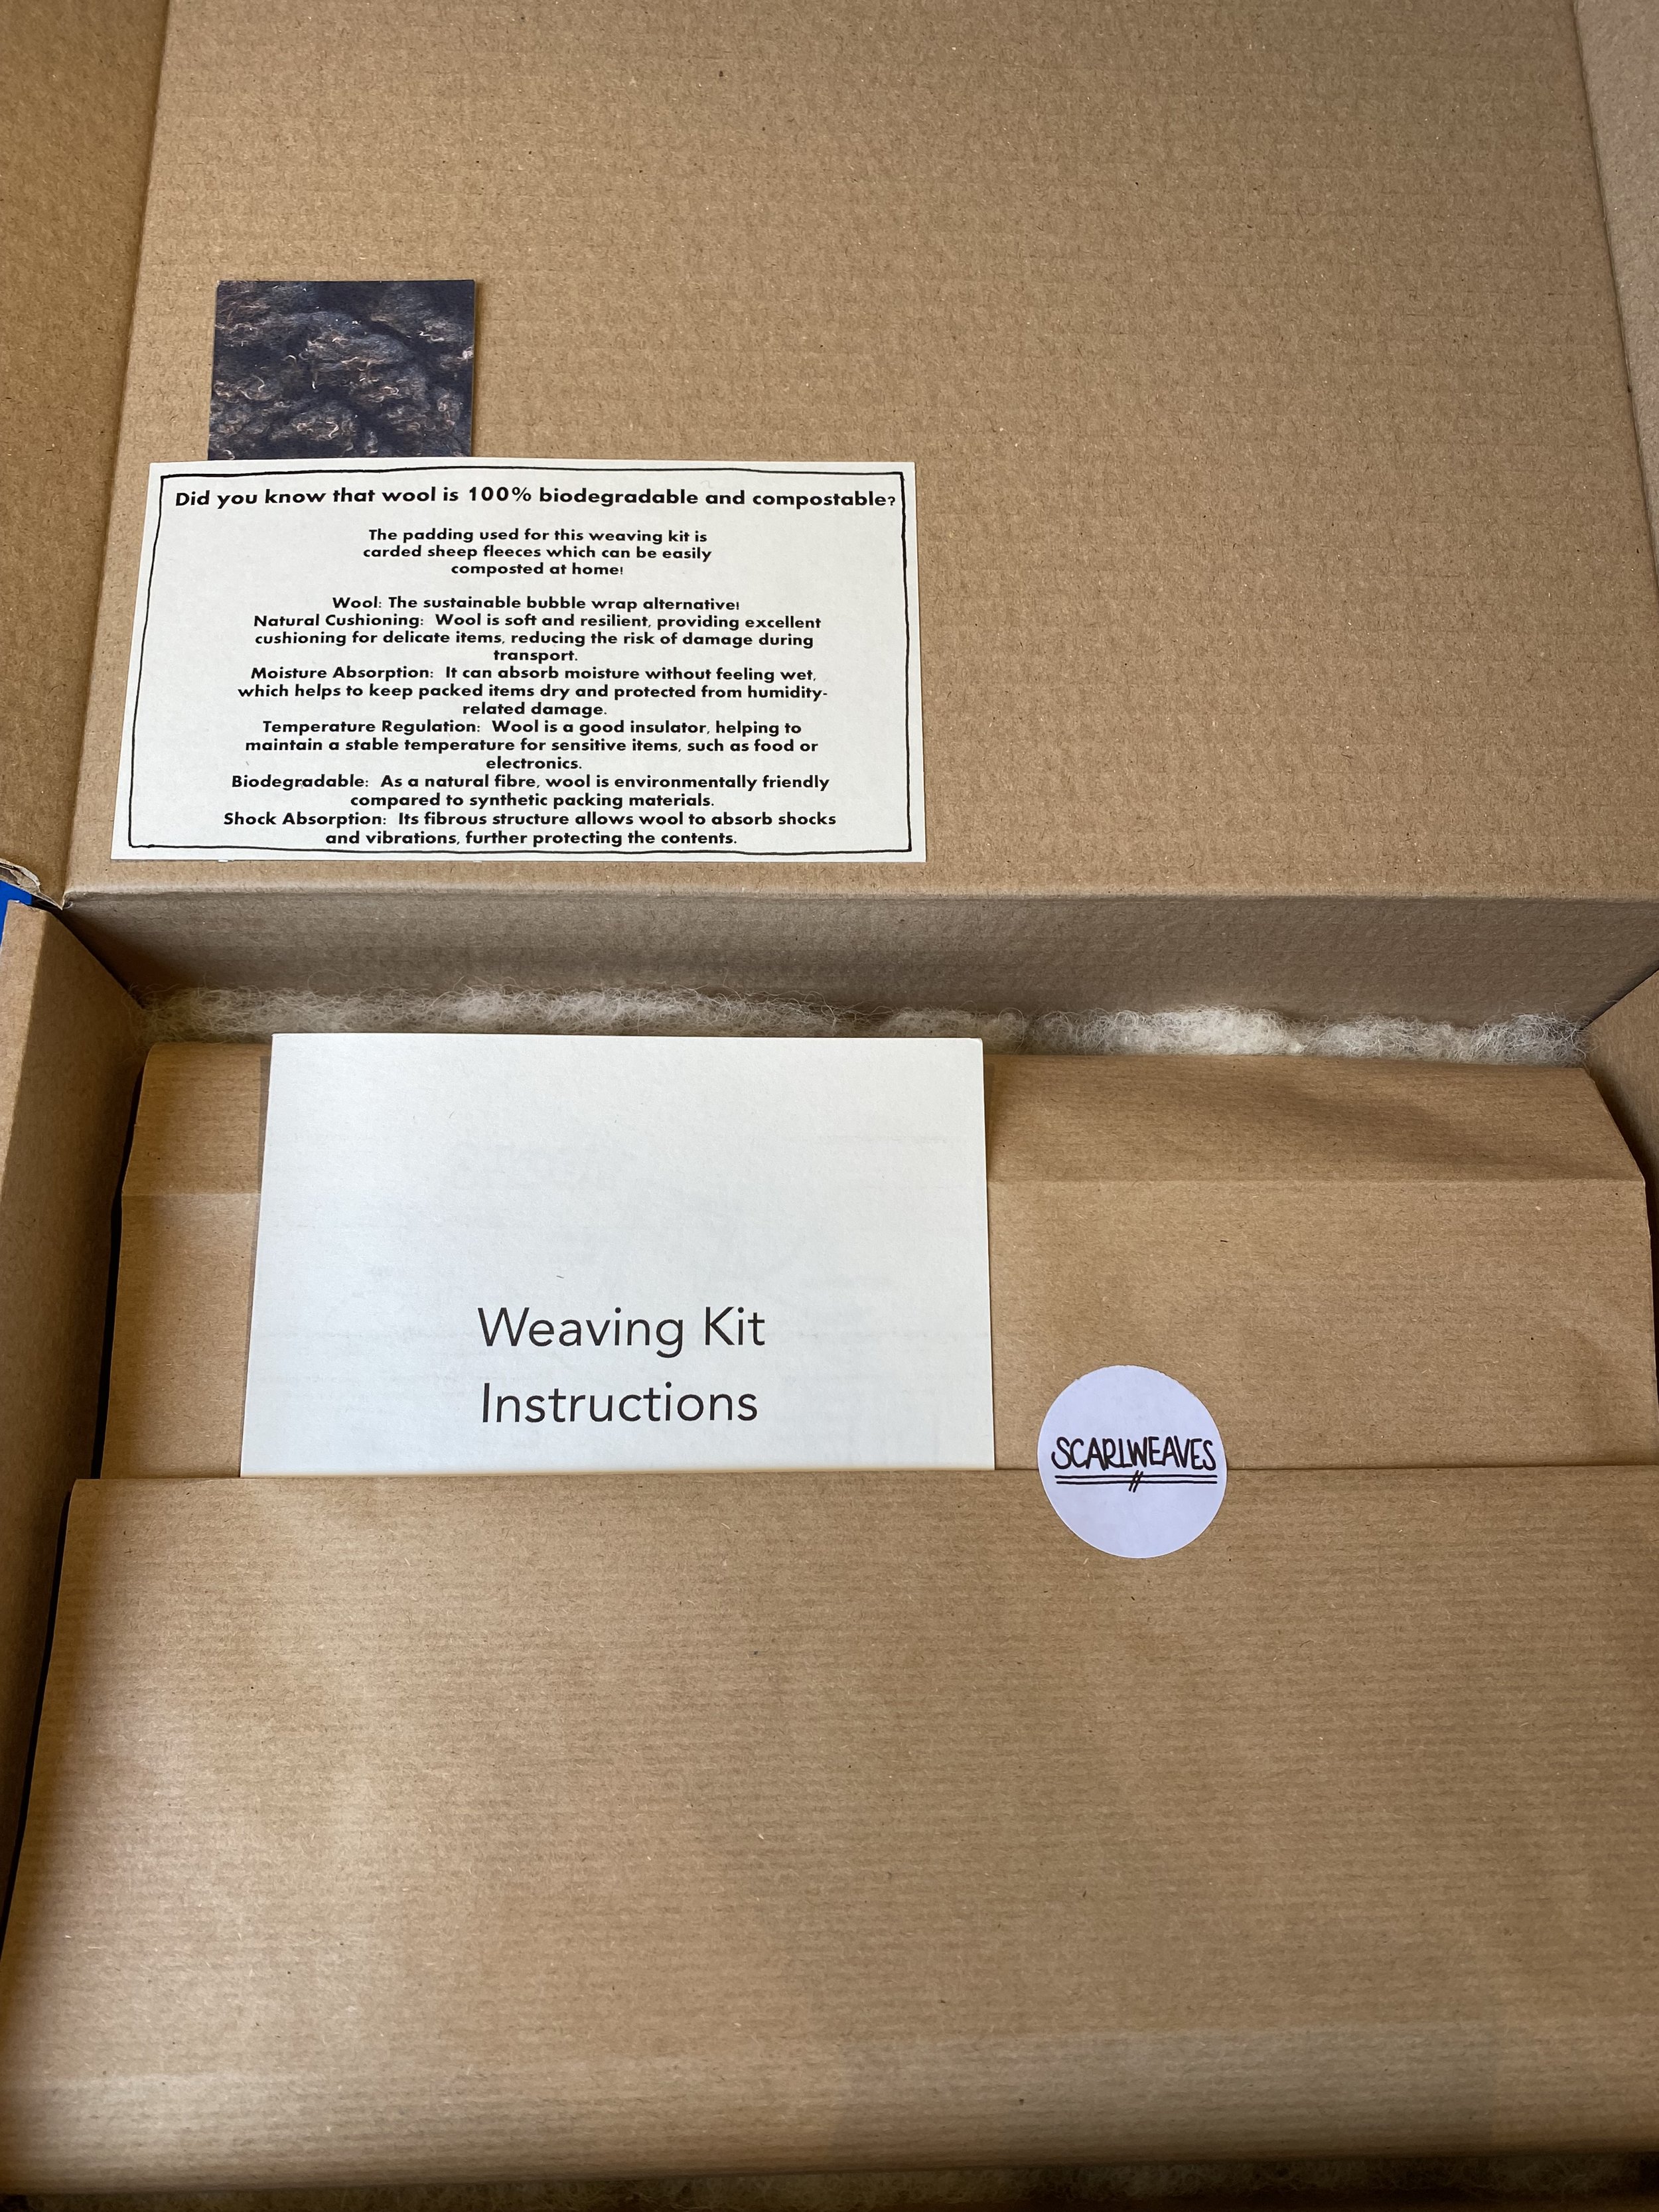 Did you know that wool is 100% biodegradable and compostable?
The padding used for this weaving kit is
carded sheep fleeces which can be easily
composted at home!
Wool: The sustainable bubble wrap alternative!
Natural Cushioning: Wool is soft and resilient, providing excellent
cushioning for delicate items, reducing the risk of damage during
transport.
Moisture Absorption: It can absorb moisture without feeling wet,
which helps to keep packed items dry and protected from humidity-
related damage.
Temperature Regulation: Wool is a good insulator, helping to
maintain a stable temperature for sensitive items, such as food or
electronics.
Biodegradable: As a natural fibre, wool is environmentally friendly
compared to synthetic packing materials.
Shock Absorption: Its fibrous structure allows wool to absorb shocks
and vibrations, further protecting the contents.
Weaving Kit
Instructions
SCARLWEAVES